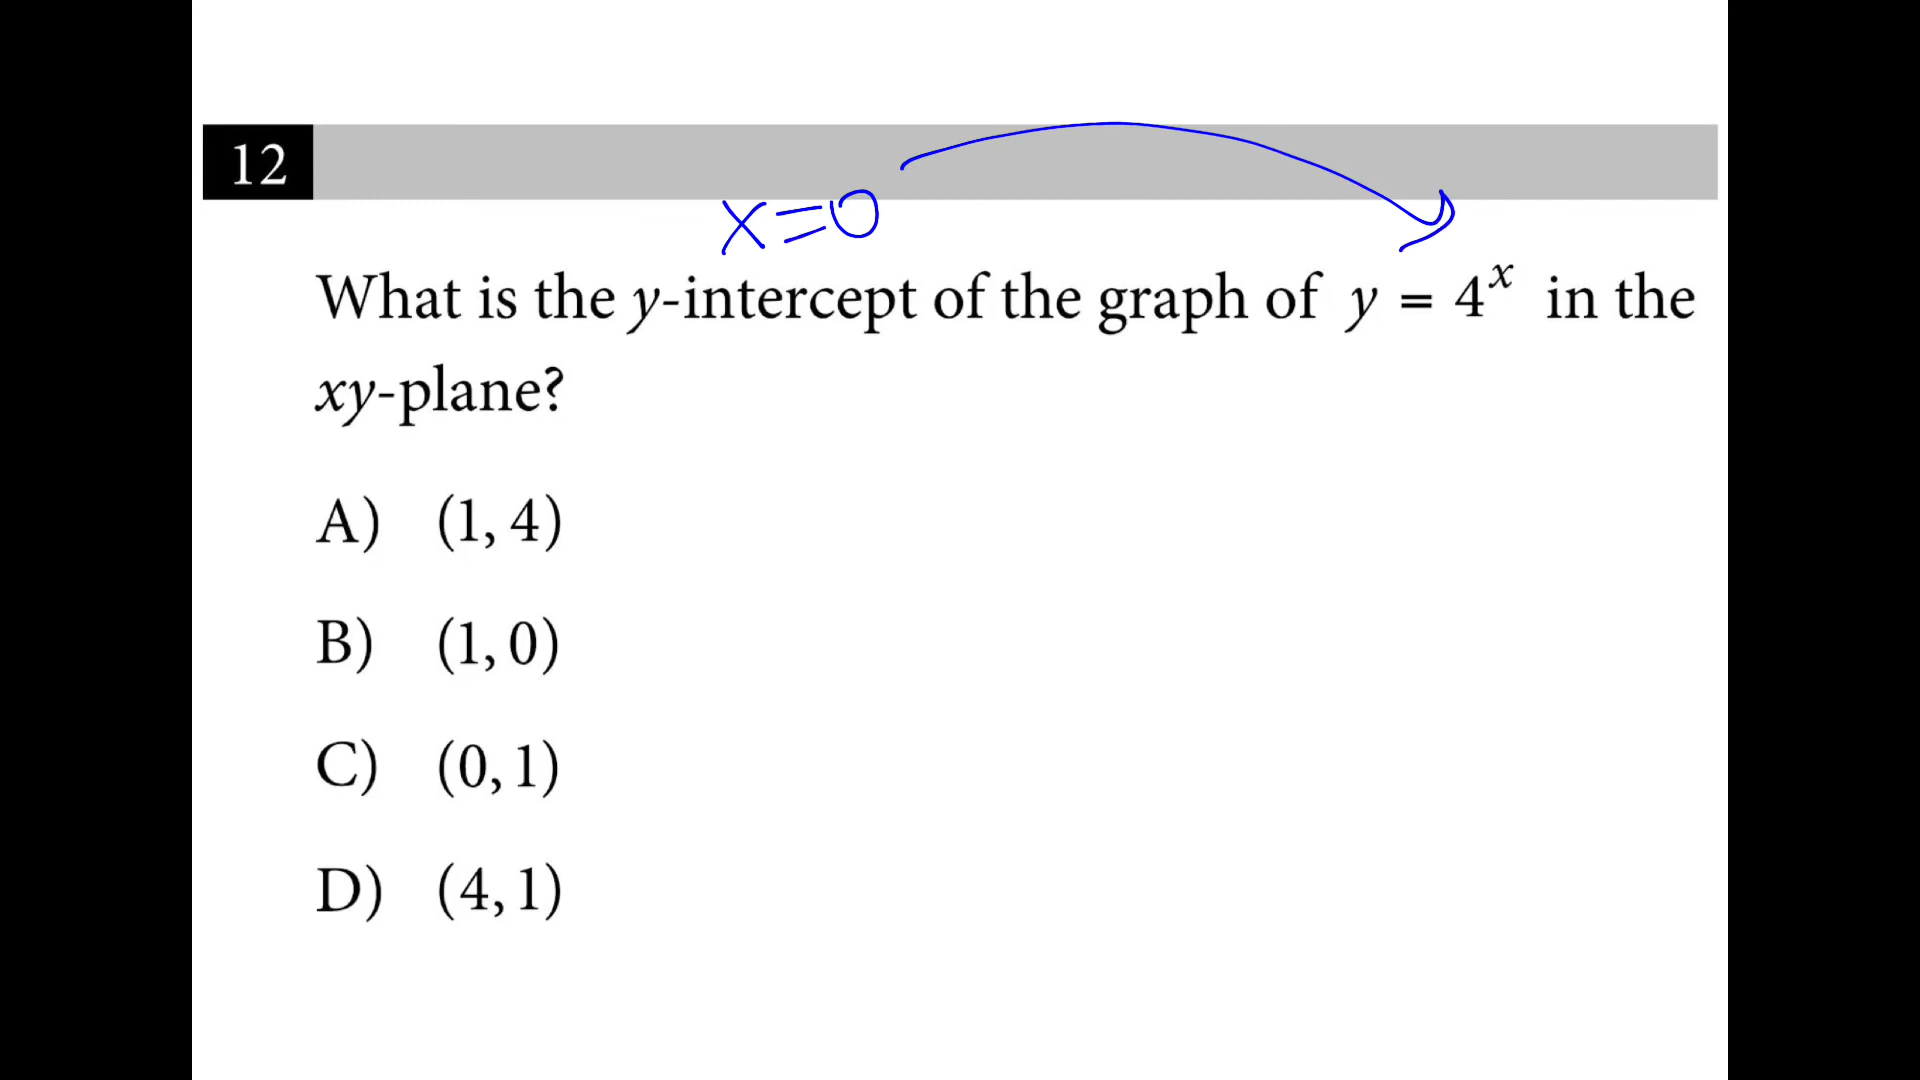 12
x=0
What is the y-intercept of the graph of y = 4ˣ in the
xy-plane?
A) (1, 4)
B) (1, 0)
C) (0, 1)
D) (4, 1)